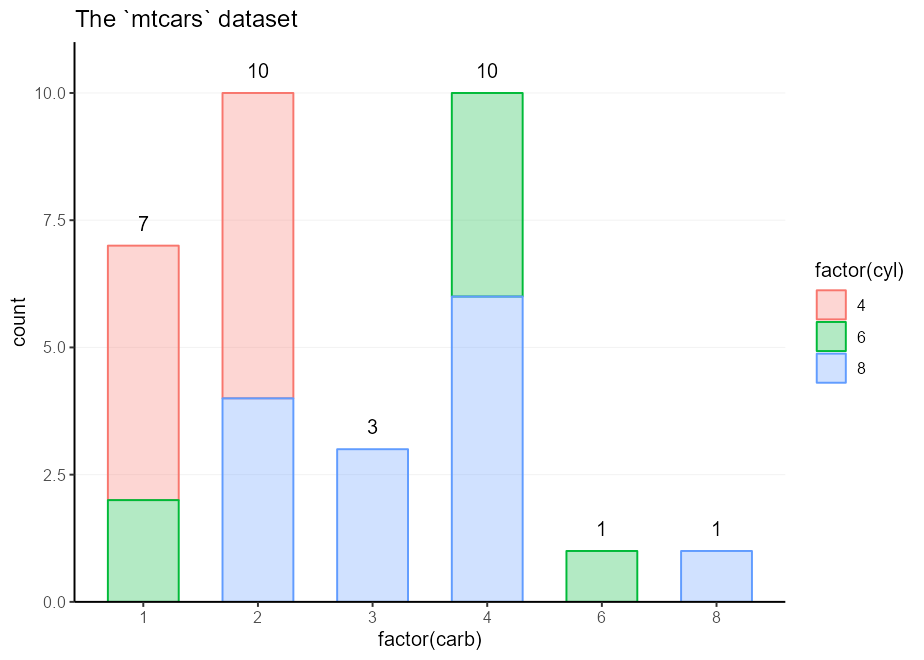 The `mtcars` dataset
10 10
10.0
7
7.5
count
factor(cyl)
4
6
8
5.0
3
2.5
1 1
0.0
1 2 3 4 6 8
factor(carb)